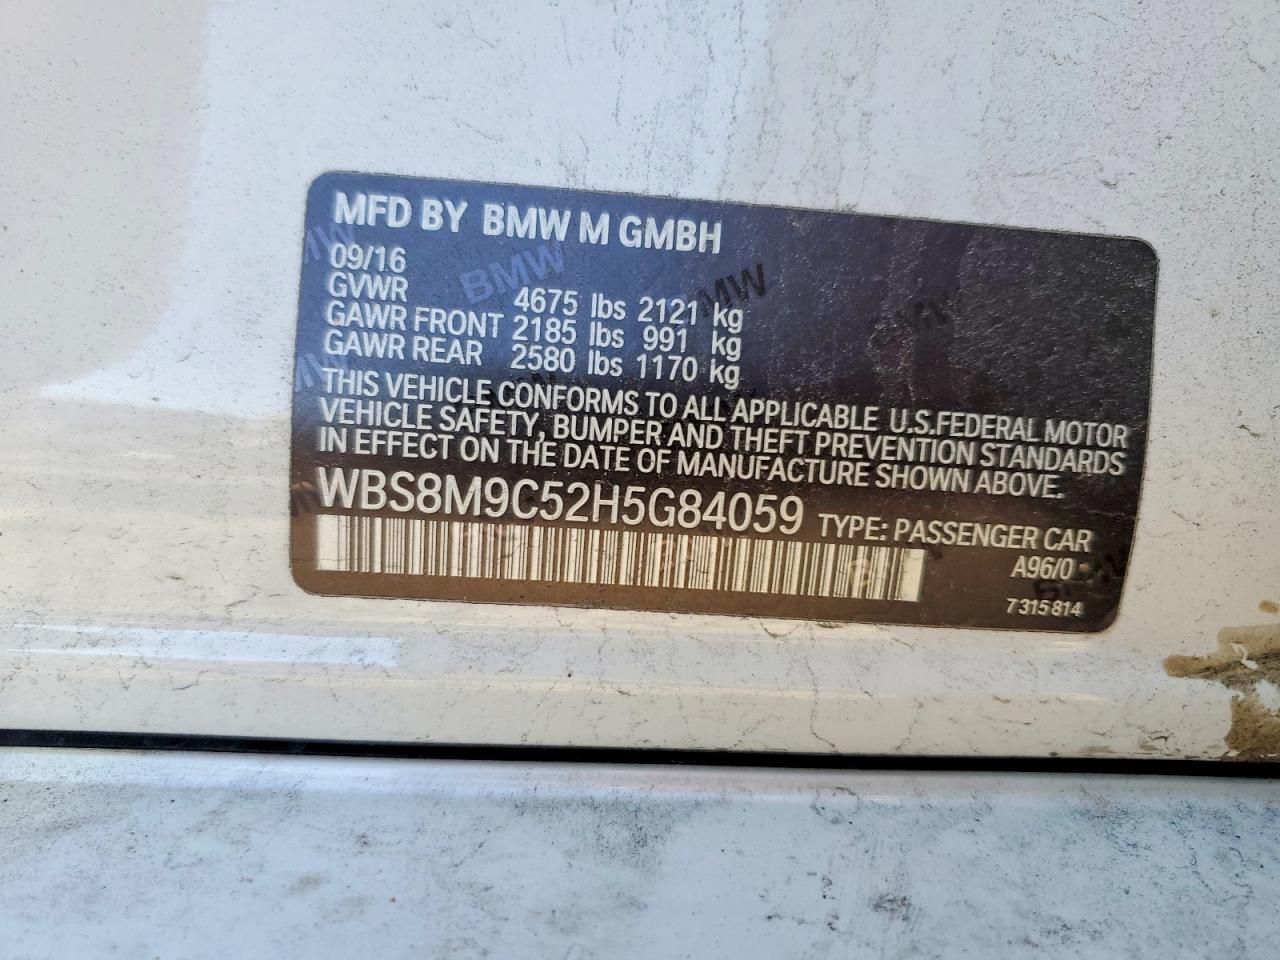 MFD BY BMW M GMBH
09/16
GVWR 4675 lbs 2121 kg
GAWR FRONT 2185 lbs 991 kg
GAWR REAR 2580 lbs 1170 kg
THIS VEHICLE CONFORMS TO ALL APPLICABLE U.S.FEDERAL MOTOR
VEHICLE SAFETY, BUMPER AND THEFT PREVENTION STANDARDS
IN EFFECT ON THE DATE OF MANUFACTURE SHOWN ABOVE.
WBS8M9C52H5G84059 TYPE: PASSENGER CAR
A96/0
7 315 814